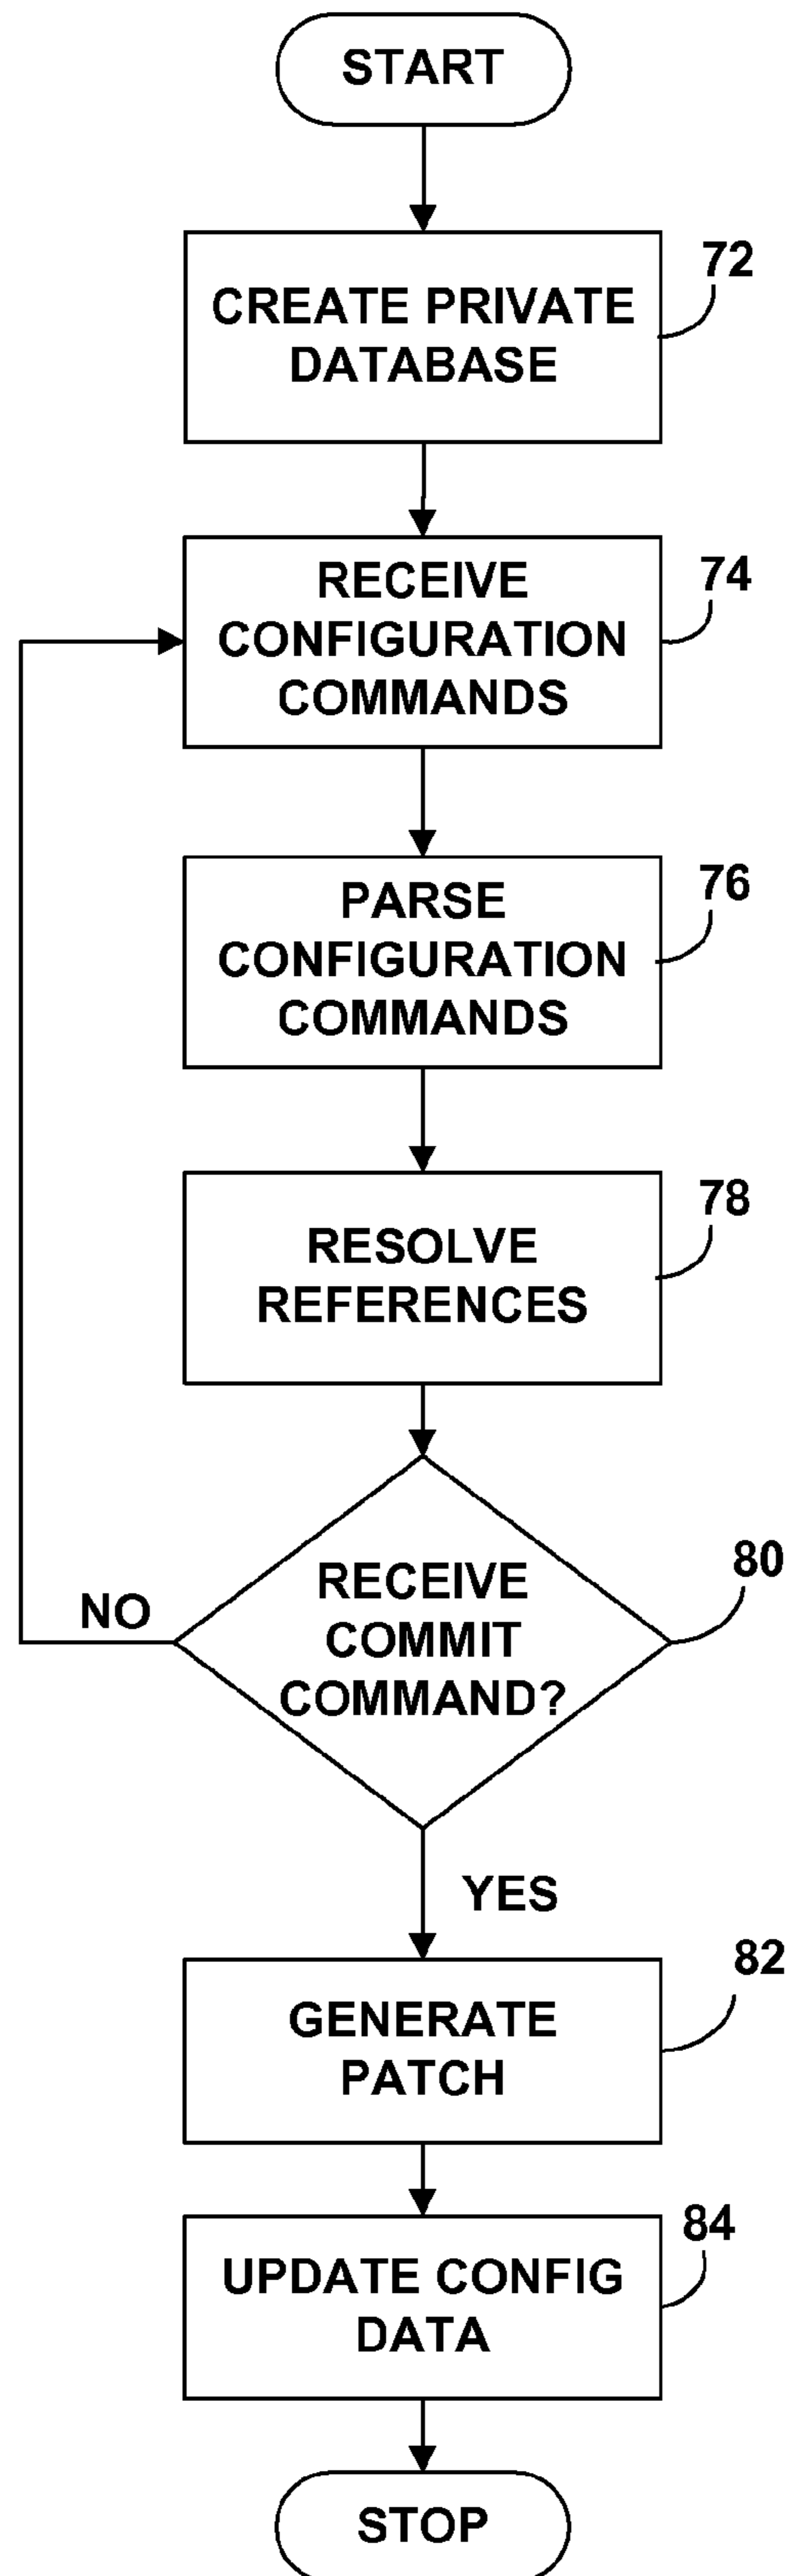 START
72
CREATE PRIVATE
DATABASE
74
RECEIVE
CONFIGURATION
COMMANDS
76
PARSE
CONFIGURATION
COMMANDS
78
RESOLVE
REFERENCES
80
RECEIVE
COMMIT
COMMAND?
NO
YES
82
GENERATE
PATCH
84
UPDATE CONFIG
DATA
STOP